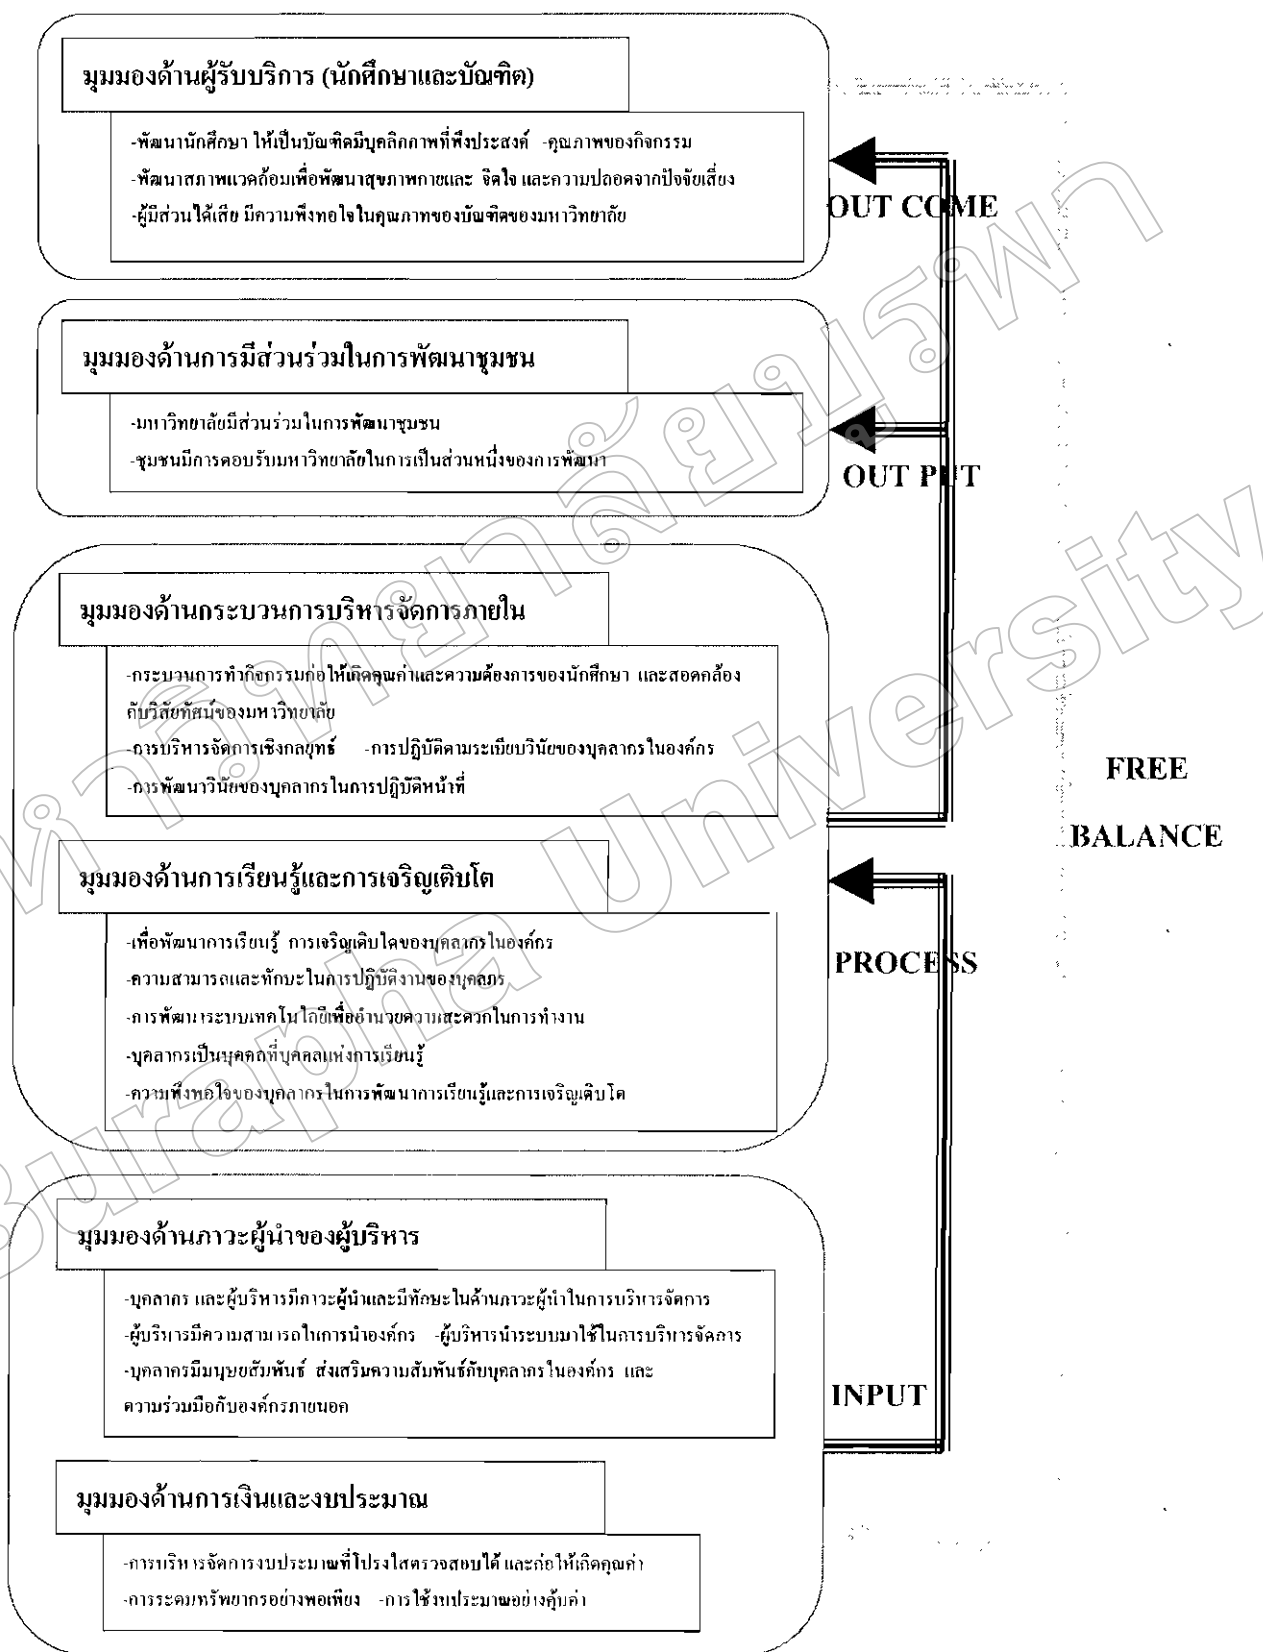 มุมมองด้านผู้รับบริการ (นักศึกษาและบัณฑิต)
-พัฒนานักศึกษา ให้เป็นบัณฑิตมีบุคลิกภาพที่พึงประสงค์ -คุณภาพของกิจกรรม
-พัฒนาสภาพแวดล้อมเพื่อพัฒนาสุขภาพกายและ จิตใจ และความปลอดจากปัจจัยเสี่ยง
-ผู้มีส่วนได้เสีย มีความพึงพอใจในคุณภาพของบัณฑิตของมหาวิทยาลัย
OUT COME
มุมมองด้านการมีส่วนร่วมในการพัฒนาชุมชน
-มหาวิทยาลัยมีส่วนร่วมในการพัฒนาชุมชน
-ชุมชนมีการตอบรับมหาวิทยาลัยในการเป็นส่วนหนึ่งของการพัฒนา
OUT PUT
มุมมองด้านกระบวนการบริหารจัดการภายใน
-กระบวนการทำกิจกรรมก่อให้เกิดคุณค่าและความต้องการของนักศึกษา และสอดคล้อง
กับวิสัยทัศน์ของมหาวิทยาลัย
-การบริหารจัดการเชิงกลยุทธ์ -การปฏิบัติตามระเบียบวินัยของบุคลากรในองค์กร
-การพัฒนาวินัยของบุคลากรในการปฏิบัติหน้าที่
FREE
BALANCE
มุมมองด้านการเรียนรู้และการเจริญเติบโต
-เพื่อพัฒนาการเรียนรู้ การเจริญเติบโตของบุคลากรในองค์กร
-ความสามารถและทักษะในการปฏิบัติงานของบุคลกร
-การพัฒนาระบบเทคโนโลยีเพื่ออำนวยความสะดวกในการทำงาน
-บุคลากรเป็นบุคคลที่บุคคลแห่งการเรียนรู้
-ความพึงพอใจของบุคลากรในการพัฒนาการเรียนรู้และการเจริญเติบโต
PROCESS
มุมมองด้านภาวะผู้นำของผู้บริหาร
-บุคลากร และผู้บริหารมีภาวะผู้นำและมีทักษะในด้านภาวะผู้นำในการบริหารจัดการ
-ผู้บริหารมีความสามารถในการนำองค์กร -ผู้บริหารนำระบบมาใช้ในการบริหารจัดการ
-บุคลากรมีมนุษยสัมพันธ์ ส่งเสริมความสัมพันธ์กับบุคลากรในองค์กร และ
ความร่วมมือกับองค์กรภายนอก
INPUT
มุมมองด้านการเงินและงบประมาณ
-การบริหารจัดการงบประมาณที่โปร่งใสตรวจสอบได้ และก่อให้เกิดคุณค่า
-การระดมทรัพยากรอย่างพอเพียง -การใช้งบประมาณอย่างคุ้มค่า
มหาวิทยาลัยบูรพา
Burapha University